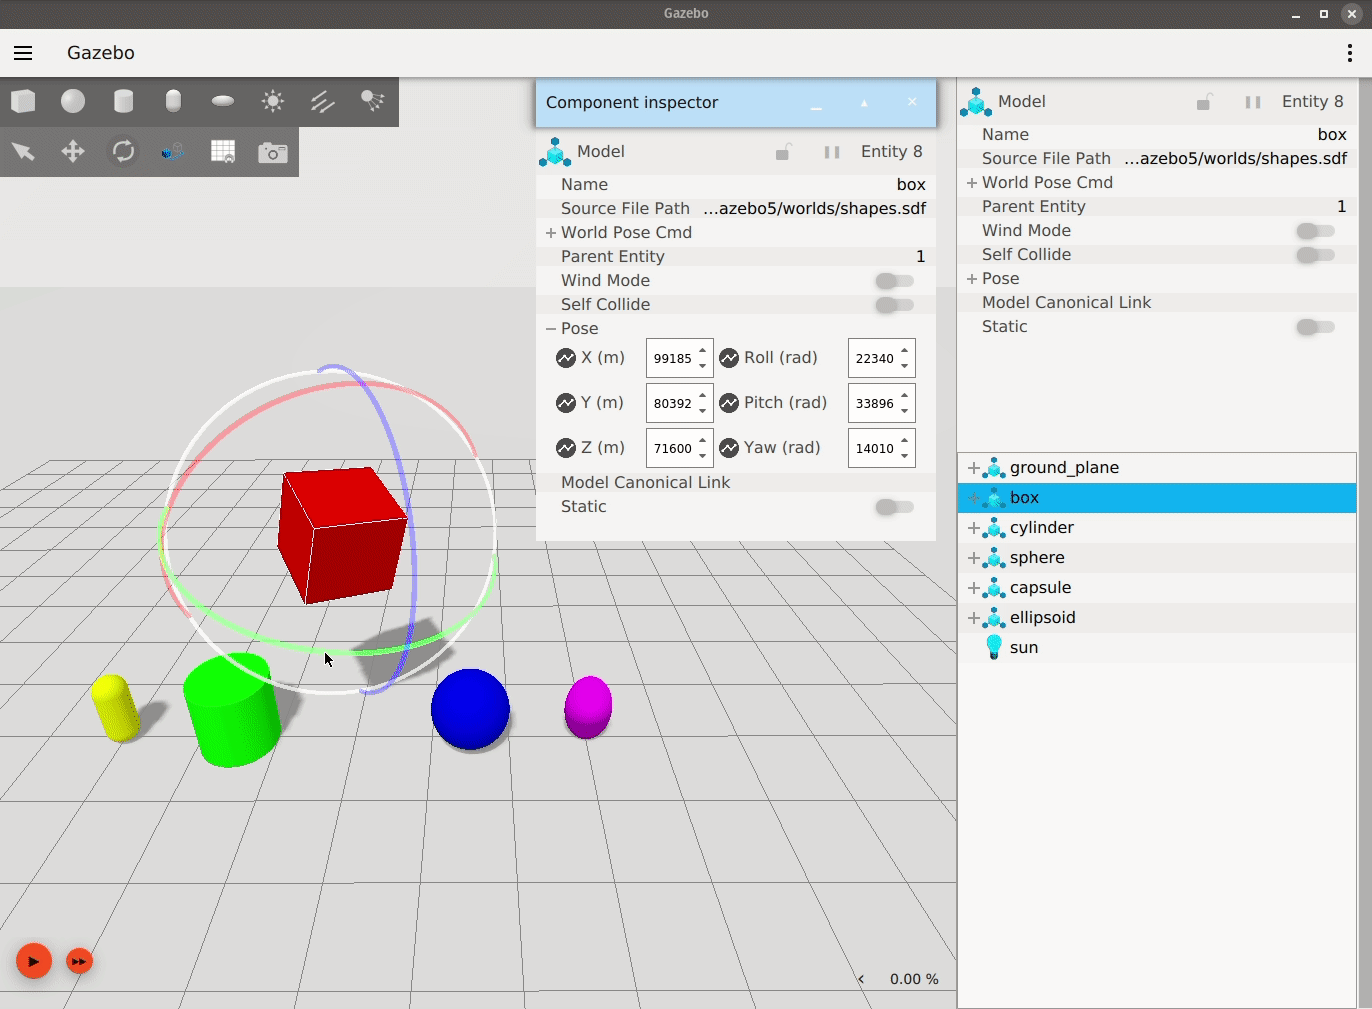 Gazebo
Gazebo
Component inspector
Model Entity 8
Name box
Source File Path ...azebo5/worlds/shapes.sdf
World Pose Cmd
Parent Entity 1
Wind Mode
Self Collide
Pose
X (m) 99185 Roll (rad) 22340
Y (m) 80392 Pitch (rad) 33896
Z (m) 71600 Yaw (rad) 14010
Model Canonical Link
Static
Model Entity 8
Name box
Source File Path ...azebo5/worlds/shapes.sdf
World Pose Cmd
Parent Entity 1
Wind Mode
Self Collide
Pose
Model Canonical Link
Static
ground_plane
box
cylinder
sphere
capsule
ellipsoid
sun
0.00 %